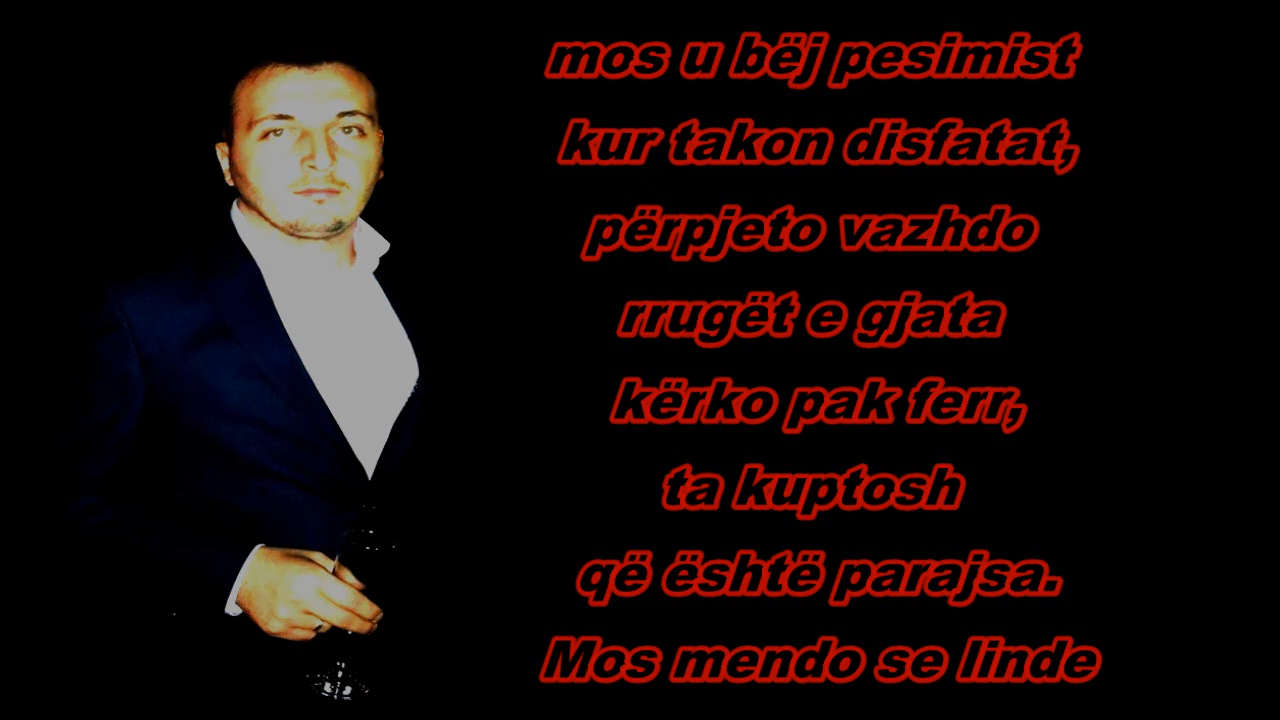 mos u bëj pesimist
kur takon disfatat,
përpjeto vazhdo
rrugët e gjata
kërko pak ferr,
ta kuptosh
që është parajsa.
Mos mendo se linde